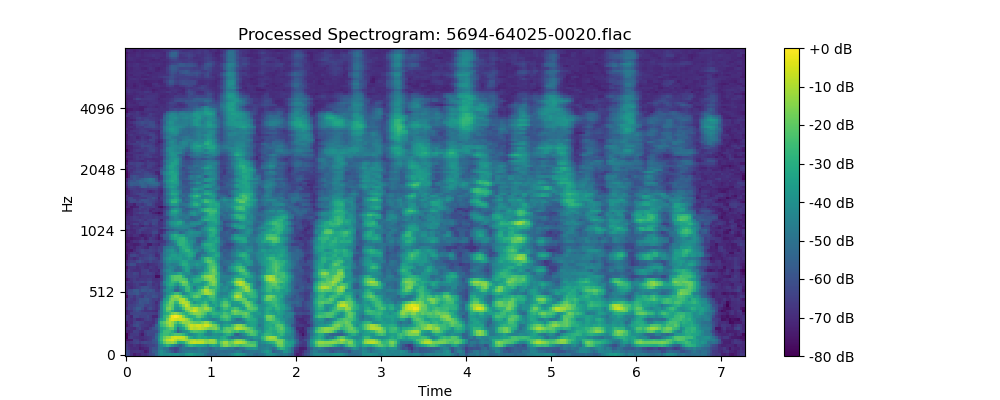 Processed Spectrogram: 5694-64025-0020.flac
Hz
4096
2048
1024
512
0
0 1 2 3 4 5 6 7
Time
+0 dB
-10 dB
-20 dB
-30 dB
-40 dB
-50 dB
-60 dB
-70 dB
-80 dB